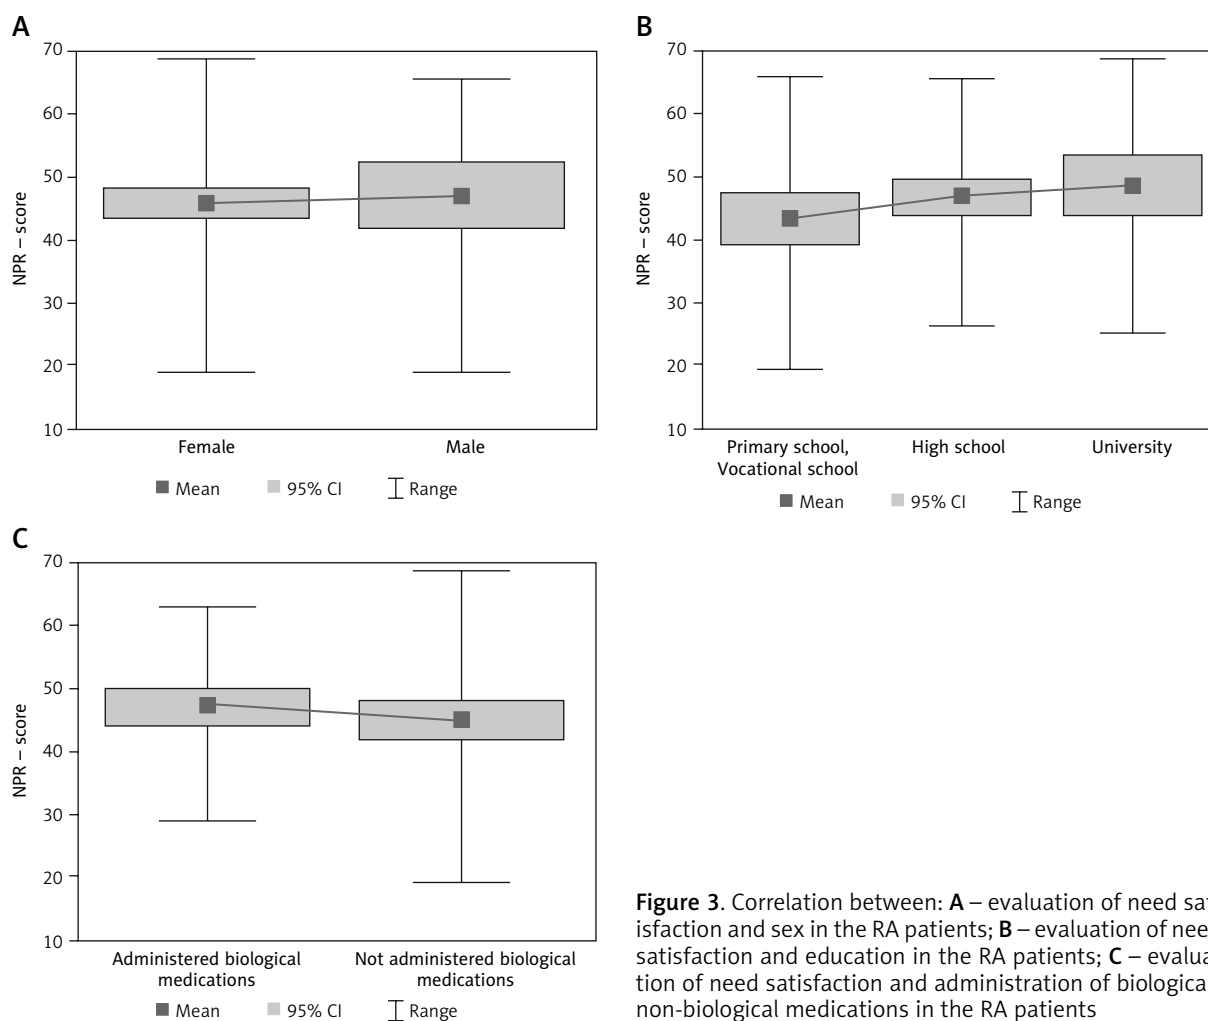 A
70
60
50
40
30
20
10
NPR – score
Female Male
Mean 95% CI Range
B
70
60
50
40
30
20
10
NPR – score
Primary school, High school University
Vocational school
Mean 95% CI Range
C
70
60
50
40
30
20
10
NPR – score
Administered biological Not administered biological
medications medications
Mean 95% CI Range
Figure 3. Correlation between: A – evaluation of need sat
isfaction and sex in the RA patients; B – evaluation of nee
satisfaction and education in the RA patients; C – evalua
tion of need satisfaction and administration of biological
non-biological medications in the RA patients